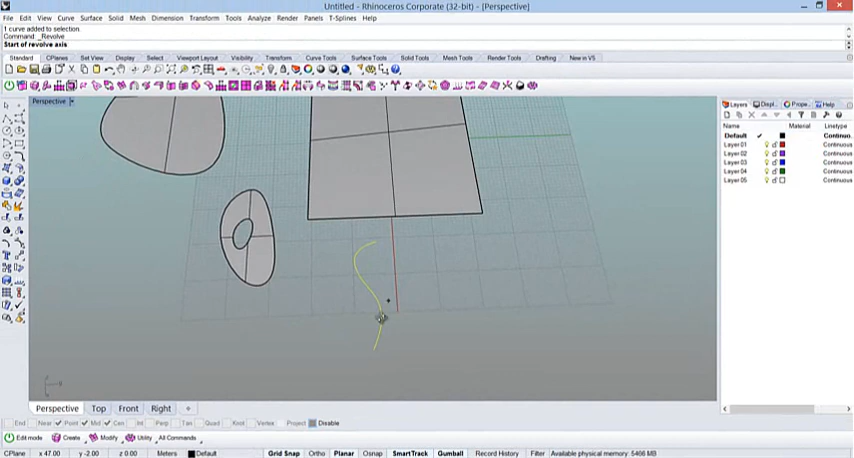 Untitled - Rhinoceros Corporate (32-bit) - [Perspective]
File Edit View Curve Surface Solid Mesh Dimension Transform Tools Analyze Render Panels T-Splines Help
1 curve added to selection.
Command: _Revolve
Start of revolve axis
Standard CPlanes Set View Display Select Viewport Layout Visibility Transform Curve Tools Surface Tools Solid Tools Mesh Tools Render Tools Drafting New in V5
Perspective
Layers Displ... Prope... Help
Name Material Linetype
Default Continuo
Layer 01 Continuous
Layer 02 Continuous
Layer 03 Continuous
Layer 04 Continuous
Layer 05 Continuous
Perspective Top Front Right
End Near Point Mid Cen Int Perp Tan Quad Knot Vertex Project Disable
Edit mode Create Modify Utility All Commands
CPlane x 47.00 y -2.00 z 0.00 Meters Default Grid Snap Ortho Planar Osnap SmartTrack Gumball Record History Filter Available physical memory: 5466 MB